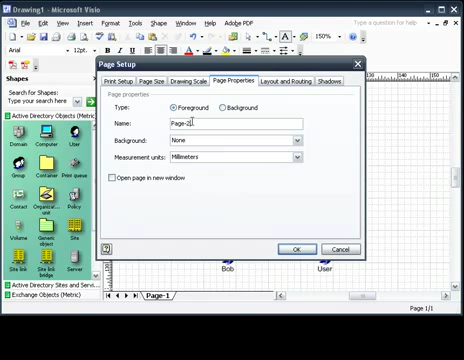 Drawing1 - Microsoft Visio
File Edit View Insert Format Tools Shape Window Help Adobe PDF
Type a question for help
150%
Arial 12pt.
Page Setup
Shapes
Search for Shapes:
Type your search here
Active Directory Objects (Metric)
Domain Computer User
Group Container Print queue
Contact Organizational unit Policy
Volume Generic object Site
Site link Site link bridge Server
Active Directory Sites and Servi...
Exchange Objects (Metric)
Print Setup Page Size Drawing Scale Page Properties Layout and Routing Shadows
Page properties
Type: Foreground Background
Name: Page-2
Background: None
Measurement units: Millimeters
Open page in new window
OK Cancel
130 140 150
Bob User
Page-1
Page 1/1